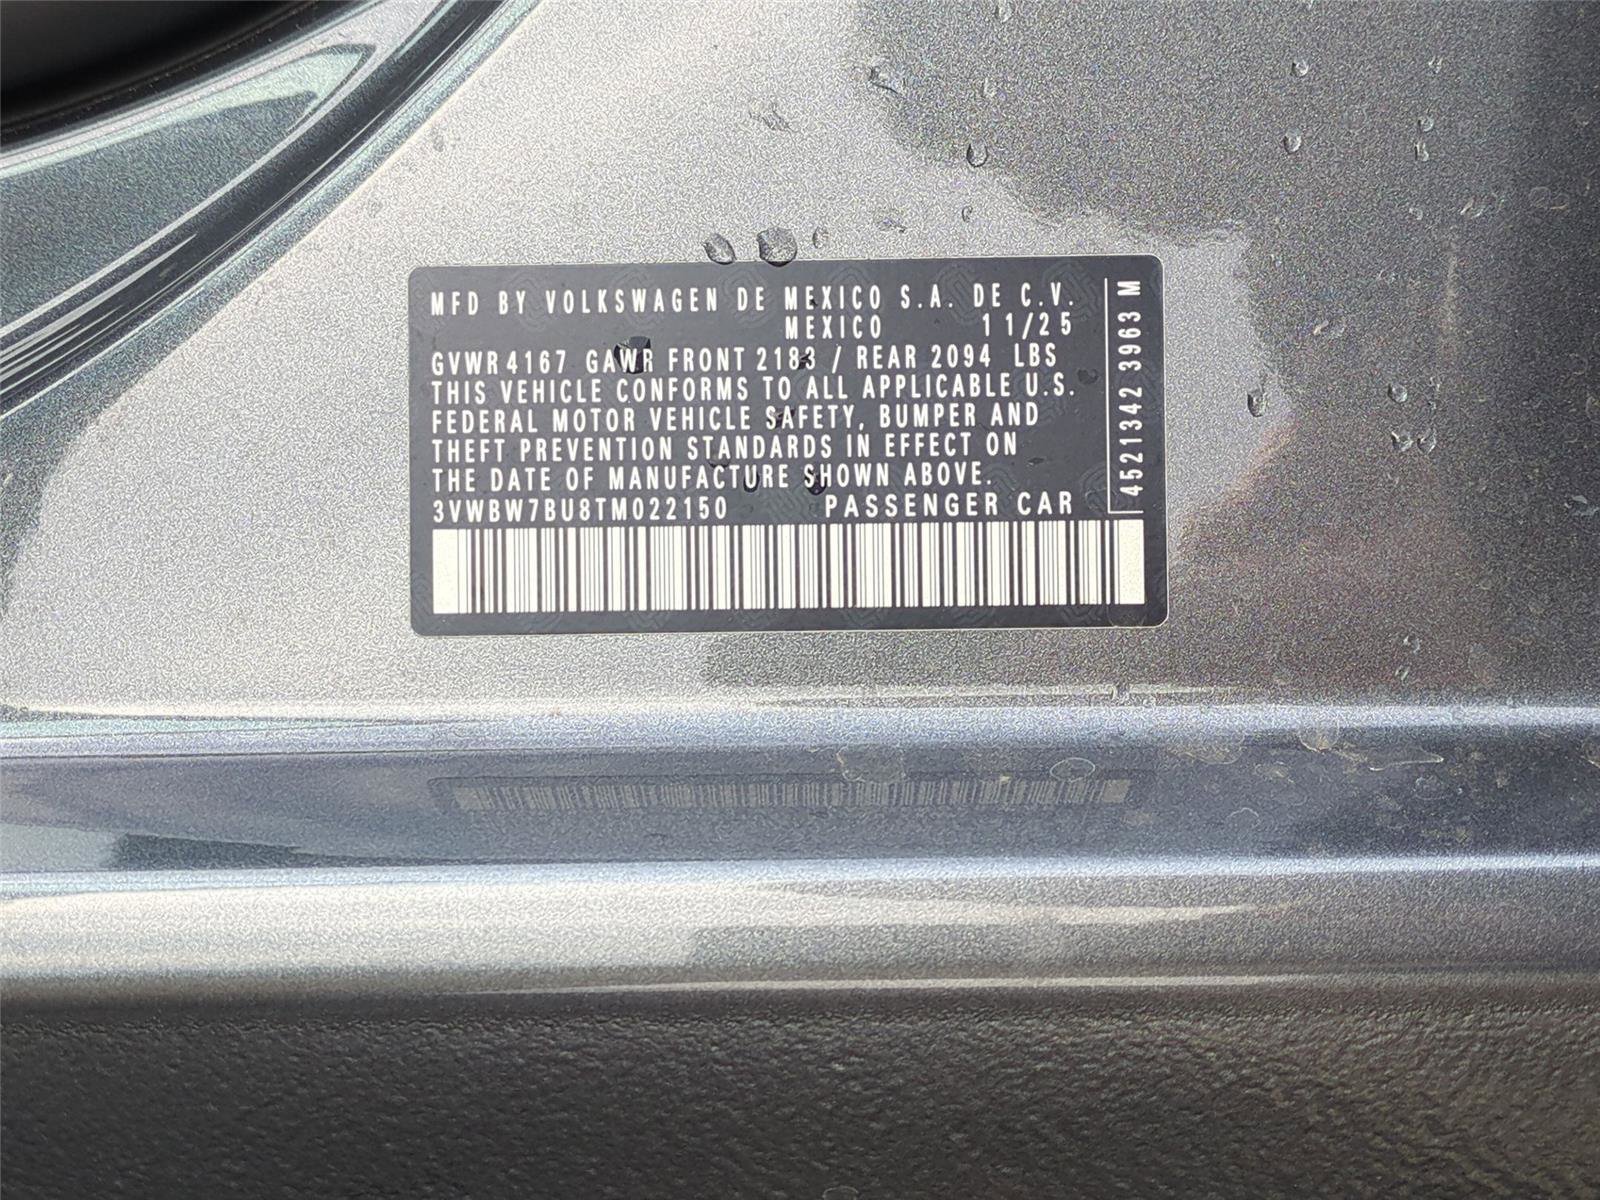 MFD BY VOLKSWAGEN DE MEXICO S.A. DE C.V.
MEXICO 11/25
GVWR 4167 GAWR FRONT 2183 / REAR 2094 LBS
THIS VEHICLE CONFORMS TO ALL APPLICABLE U.S.
FEDERAL MOTOR VEHICLE SAFETY, BUMPER AND
THEFT PREVENTION STANDARDS IN EFFECT ON
THE DATE OF MANUFACTURE SHOWN ABOVE.
3VWBW7BU8TM022150 PASSENGER CAR
4521342 3963 M